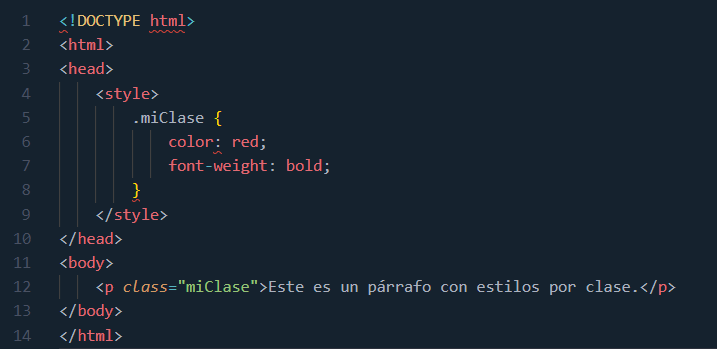 1 <!DOCTYPE html>
2 <html>
3 <head>
4 <style>
5 .miClase {
6 color: red;
7 font-weight: bold;
8 }
9 </style>
10 </head>
11 <body>
12 <p class="miClase">Este es un párrafo con estilos por clase.</p>
13 </body>
14 </html>